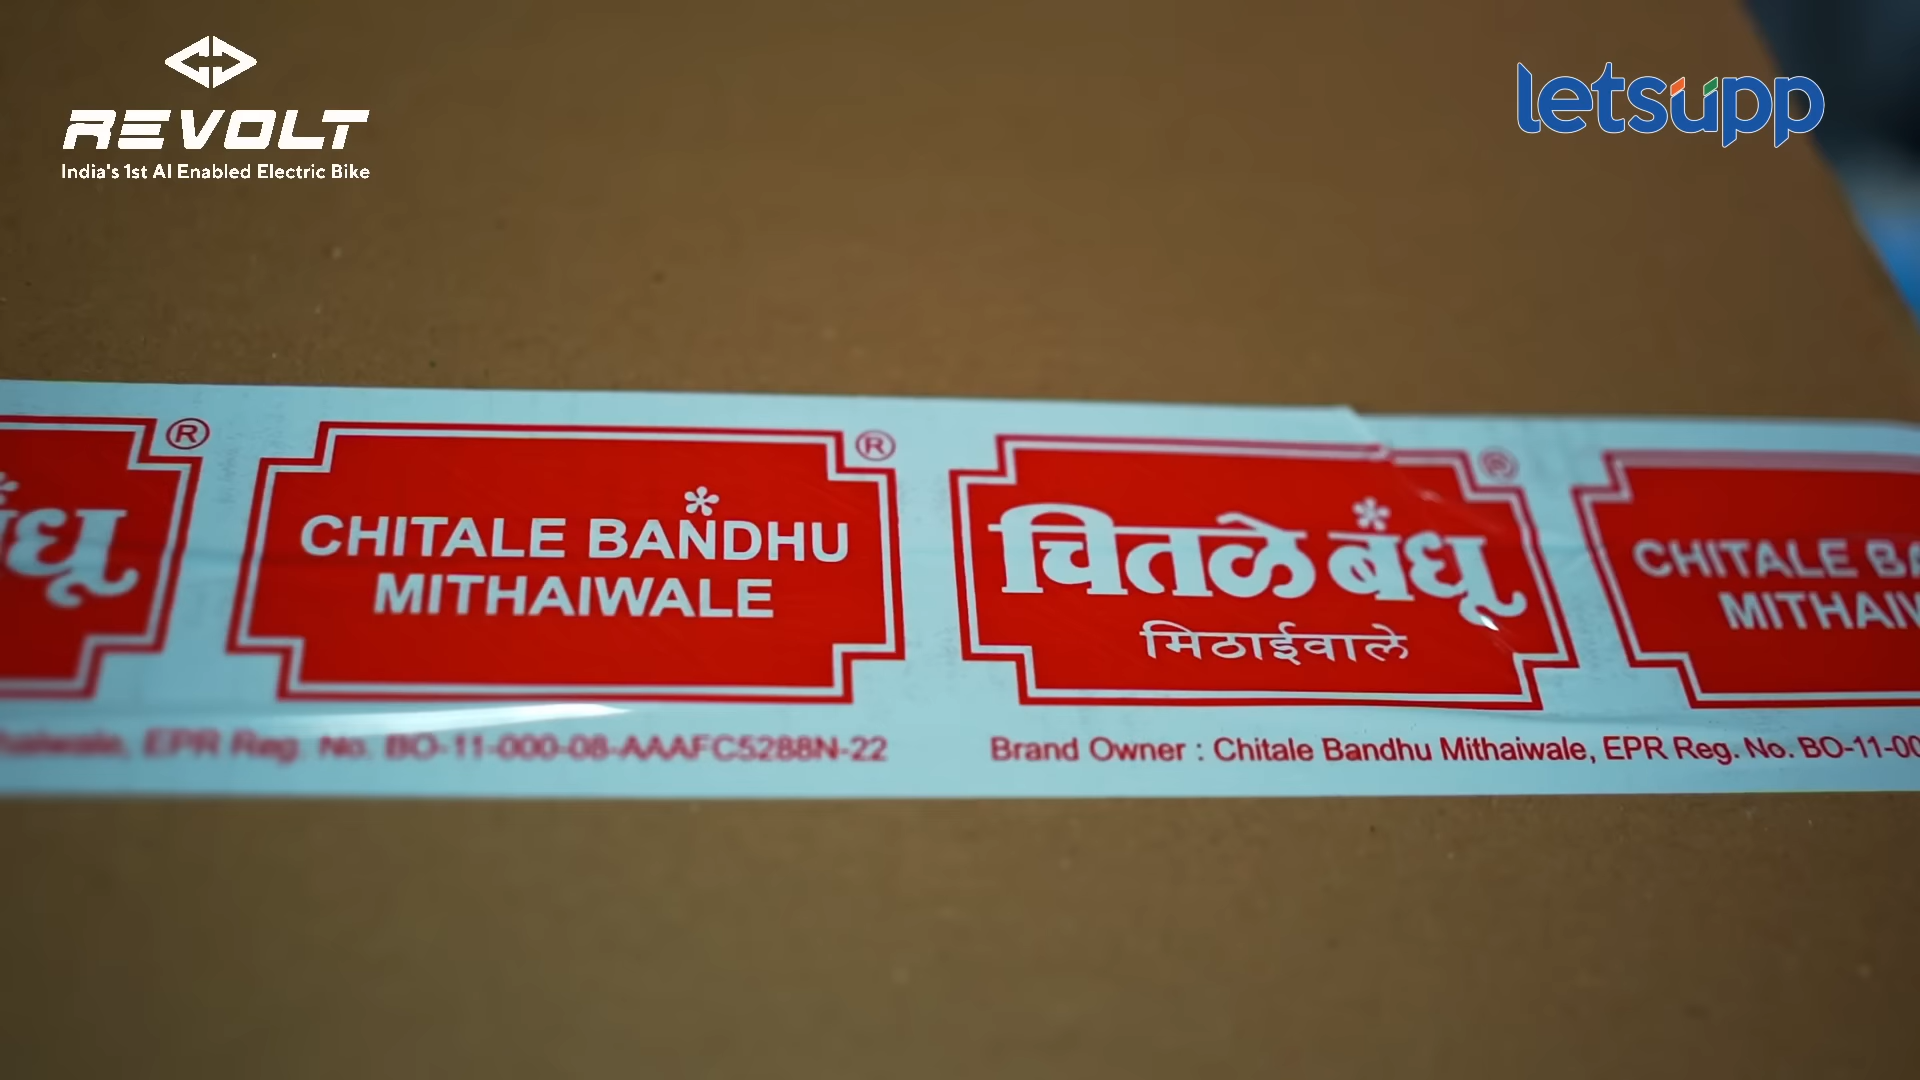 REVOLT
India's 1st AI Enabled Electric Bike
letsupp
बंधू ®
CHITALE BANDHU ®
MITHAIWALE
चितळे बंधू ®
मिठाईवाले
CHITALE BA
MITHAIW
Mithaiwale, EPR Reg. No. BO-11-000-08-AAAFC5288N-22
Brand Owner : Chitale Bandhu Mithaiwale, EPR Reg. No. BO-11-00